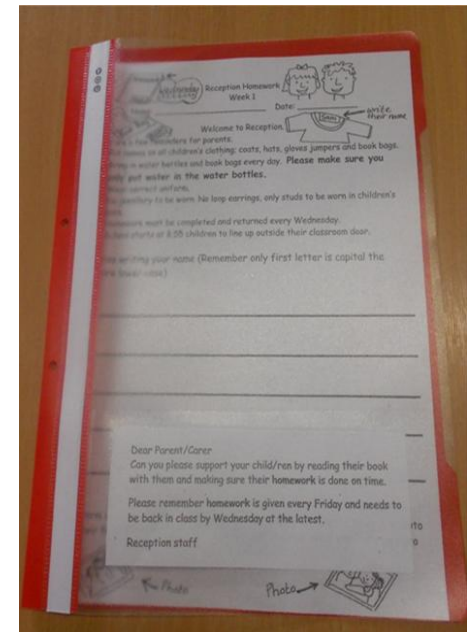 Wednesday
Reception Homework
Week 1
Date:
write
their name
Welcome to Reception
few reminders for parents:
names in all children's clothing: coats, hats, gloves jumpers and book bags.
in water bottles and book bags every day. Please make sure you
only put water in the water bottles.
correct uniform.
jewellery to be worn. No long earrings, only studs to be worn in children's
Homework must be completed and returned every Wednesday.
starts at 8:55 children to line up outside their classroom door.
writing your name (Remember only first letter is capital the
are lowercase)
Dear Parent/Carer
Can you please support your child/ren by reading their book
with them and making sure their homework is done on time.
Please remember homework is given every Friday and needs to
be back in class by Wednesday at the latest.
Reception staff
Photo
Photo